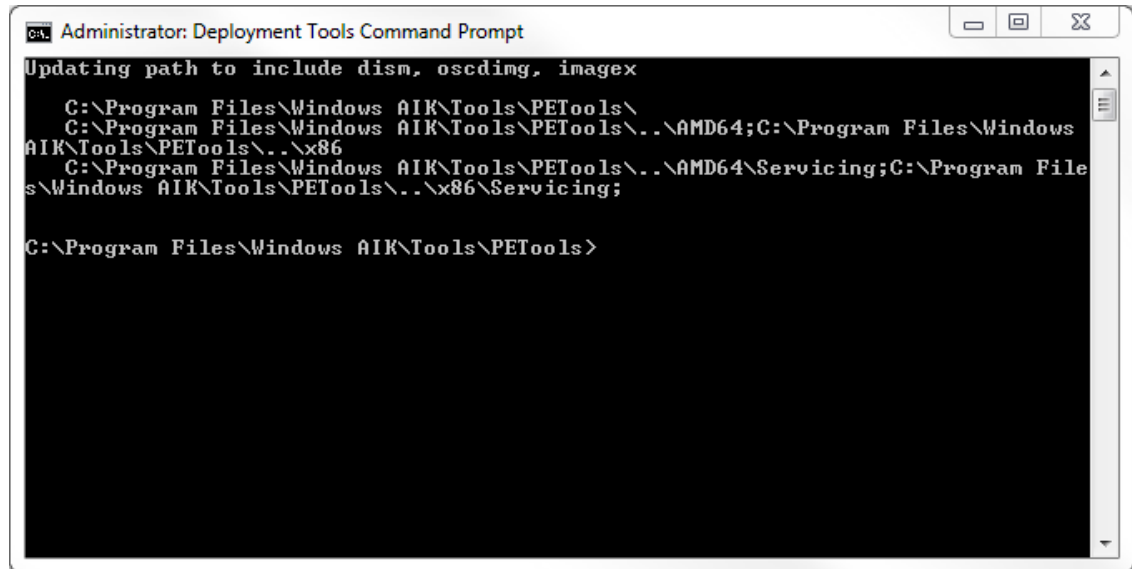 Administrator: Deployment Tools Command Prompt
Updating path to include dism, oscdimg, imagex
C:\Program Files\Windows AIK\Tools\PETools\
C:\Program Files\Windows AIK\Tools\PETools\..\AMD64;C:\Program Files\Windows
AIK\Tools\PETools\..\x86
C:\Program Files\Windows AIK\Tools\PETools\..\AMD64\Servicing;C:\Program File
s\Windows AIK\Tools\PETools\..\x86\Servicing;
C:\Program Files\Windows AIK\Tools\PETools>